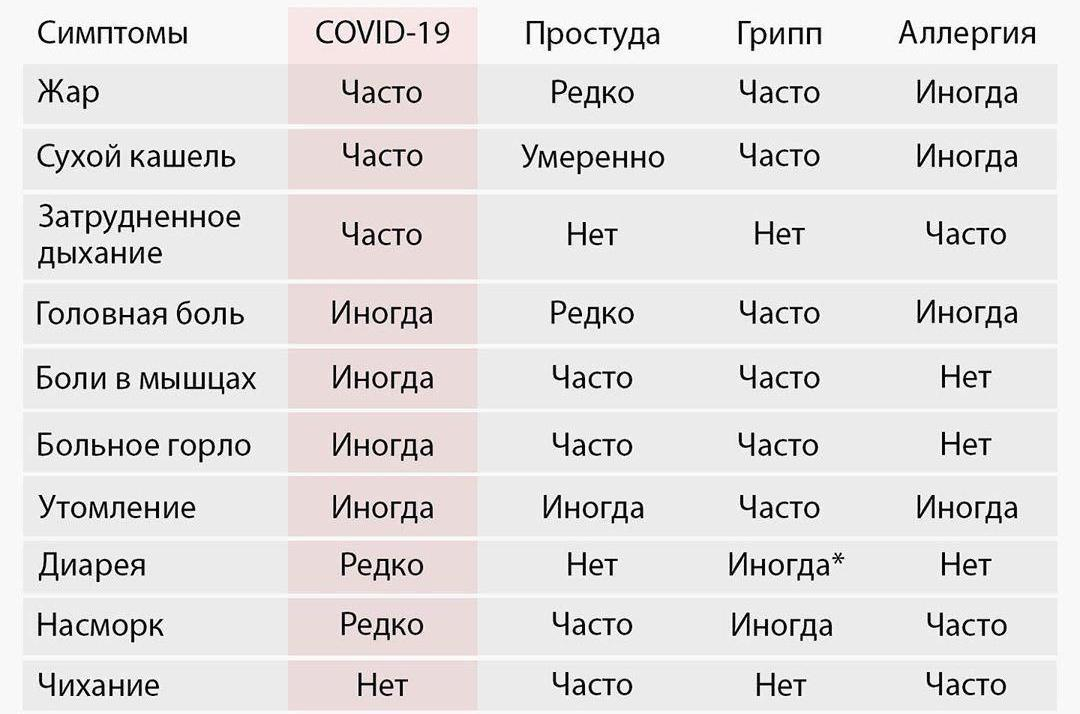 Симптомы COVID-19 Простуда Грипп Аллергия
Жар Часто Редко Часто Иногда
Сухой кашель Часто Умеренно Часто Иногда
Затрудненное
дыхание Часто Нет Нет Часто
Головная боль Иногда Редко Часто Иногда
Боли в мышцах Иногда Часто Часто Нет
Больное горло Иногда Часто Часто Нет
Утомление Иногда Иногда Часто Иногда
Диарея Редко Нет Иногда* Нет
Насморк Редко Часто Иногда Часто
Чихание Нет Часто Нет Часто